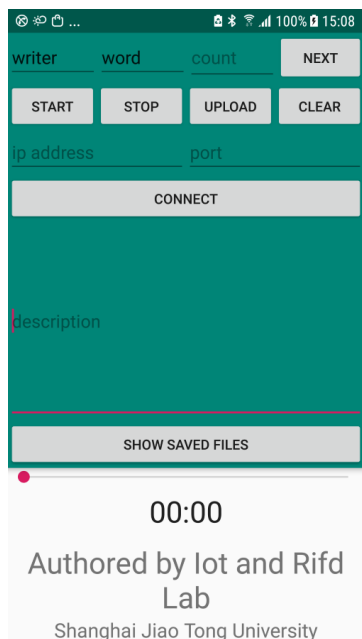 ... 100% 15:08
writer word count NEXT
START STOP UPLOAD CLEAR
ip address port
CONNECT
description
SHOW SAVED FILES
00:00
Authored by Iot and Rifd
Lab
Shanghai Jiao Tong University